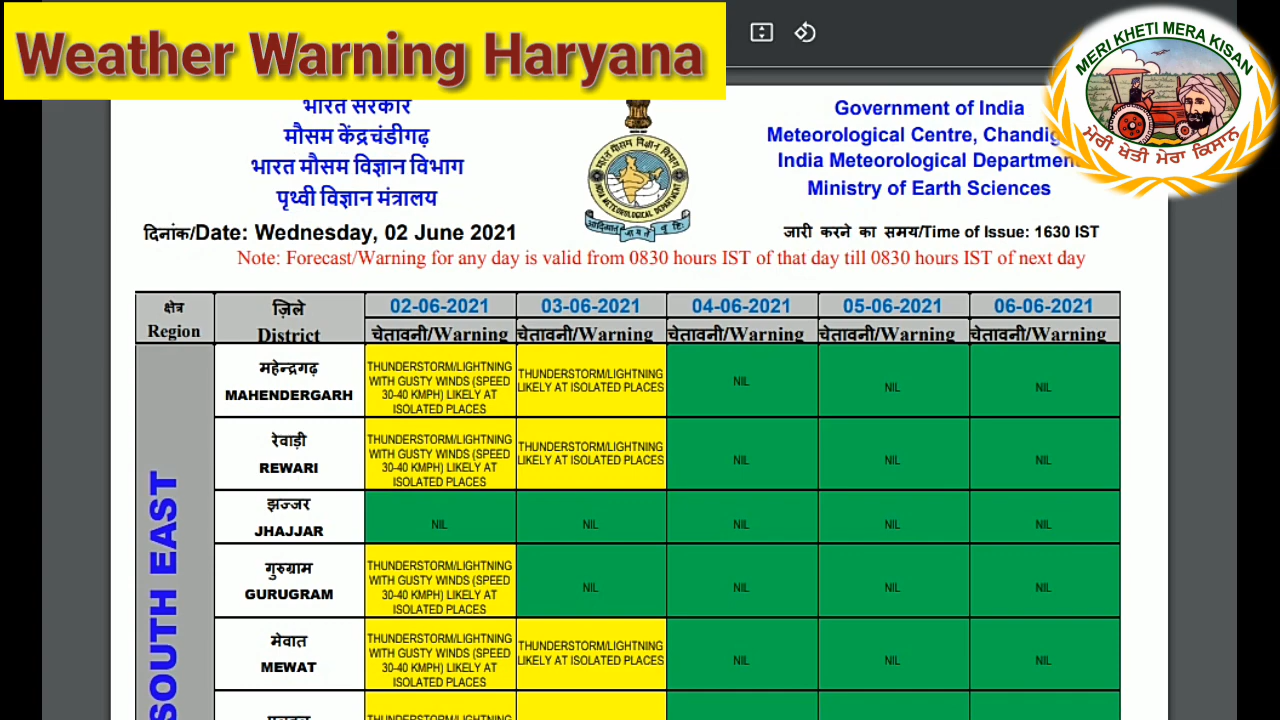 Weather Warning Haryana
MERI KHETI MERA KISAN
ਮੇਰੀ ਖੇਤੀ ਮੇਰਾ ਕਿਸਾਨ
भारत सरकार
मौसम केंद्रचंडीगढ़
भारत मौसम विज्ञान विभाग
पृथ्वी विज्ञान मंत्रालय
भारत मौसम विज्ञान विभाग
INDIA METEOROLOGICAL DEPARTMENT
Government of India
Meteorological Centre, Chandig
India Meteorological Departmen
Ministry of Earth Sciences
दिनांक/Date: Wednesday, 02 June 2021
जारी करने का समय/Time of Issue: 1630 IST
Note: Forecast/Warning for any day is valid from 0830 hours IST of that day till 0830 hours IST of next day
क्षेत्र
Region
ज़िले
District
02-06-2021 03-06-2021 04-06-2021 05-06-2021 06-06-2021
चेतावनी/Warning चेतावनी/Warning चेतावनी/Warning चेतावनी/Warning चेतावनी/Warning
SOUTH EAST
महेन्द्रगढ़
MAHENDERGARH
THUNDERSTORM/LIGHTNING
WITH GUSTY WINDS (SPEED
30-40 KMPH) LIKELY AT
ISOLATED PLACES
THUNDERSTORM/LIGHTNING
LIKELY AT ISOLATED PLACES
NIL
NIL
NIL
रेवाड़ी
REWARI
THUNDERSTORM/LIGHTNING
WITH GUSTY WINDS (SPEED
30-40 KMPH) LIKELY AT
ISOLATED PLACES
THUNDERSTORM/LIGHTNING
LIKELY AT ISOLATED PLACES
NIL
NIL
NIL
झज्जर
JHAJJAR
NIL
NIL
NIL
NIL
NIL
गुरुग्राम
GURUGRAM
THUNDERSTORM/LIGHTNING
WITH GUSTY WINDS (SPEED
30-40 KMPH) LIKELY AT
ISOLATED PLACES
NIL
NIL
NIL
NIL
मेवात
MEWAT
THUNDERSTORM/LIGHTNING
WITH GUSTY WINDS (SPEED
30-40 KMPH) LIKELY AT
ISOLATED PLACES
THUNDERSTORM/LIGHTNING
LIKELY AT ISOLATED PLACES
NIL
NIL
NIL
THUNDERSTORM/LIGHTNING